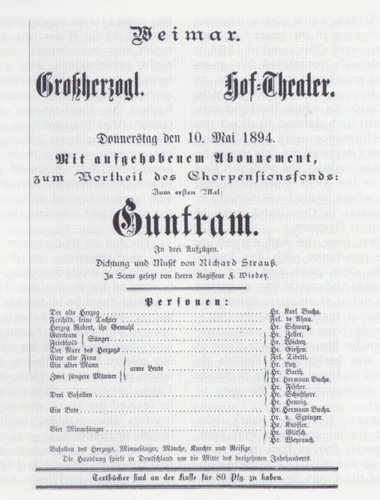 Weimar.
Großherzogl. Hof-Theater.
Donnerstag den 10. Mai 1894.
Mit aufgehobenem Abonnement,
zum Vortheil des Chorpensionsfonds:
Zum ersten Mal:
Guntram.
In drei Aufzügen.
Dichtung und Musik von Richard Strauß.
In Scene gesetzt von Herrn Regisseur F. Wiedey.
Personen:
Der alte Herzog Hr. Karl Bucha.
Freihild, seine Tochter Frl. de Ahna.
Herzog Robert, ihr Gemahl Hr. Schwarz.
Guntram Hr. Zeller.
Friedhold Sänger Hr. Wiedey
Der Narr des Herzogs Hr. Gießen.
Eine alte Frau Frl. Tibelti.
Ein alter Mann Hr. Lutz.
arme Leute Hr. Barth.
Zwei jüngere Männer Hr. Hermann Bucha.
Hr. Fischer.
Drei Vasallen Hr. Schustherr.
Hr. Hennig.
Ein Bote Hr. Hermann Bucha.
Hr. v.
Vier Minnesänger Hr. Knöfler.
Hr. Glitsch.
Hr. Weyrauch.
Vasallen des Herzogs, Minnesänger, Mönche, Knechte und Reisige
Die Handlung spielt in Deutschland um die Mitte des dreizehnten Jahrhunderts.
Textbücher sind an der Kasse für 80 Pfg. zu haben.